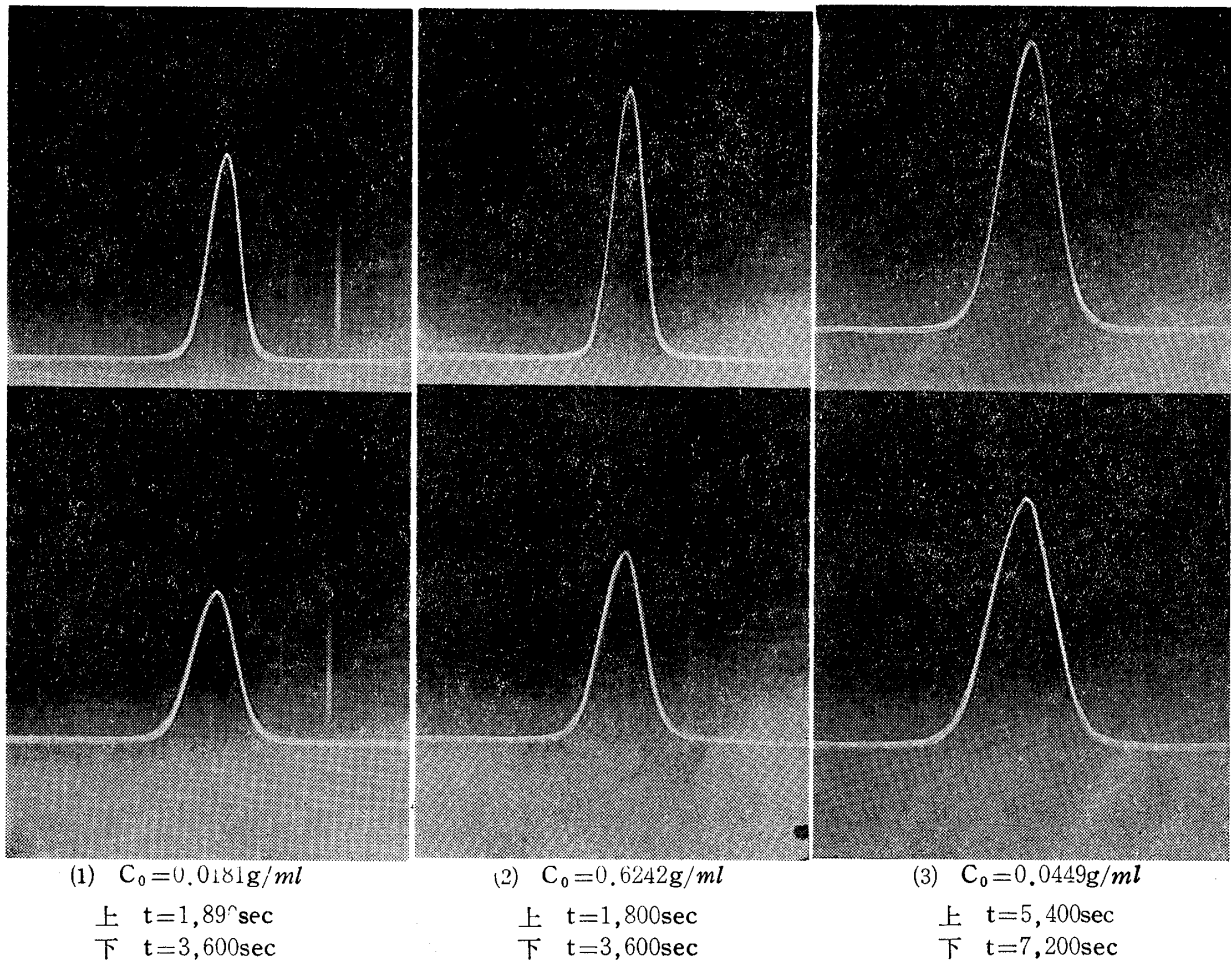 (1) C₀=0.0181g/ml
上 t=1,89 sec
下 t=3,600sec
(2) C₀=0.6242g/ml
上 t=1,800sec
下 t=3,600sec
(3) C₀=0.0449g/ml
上 t=5,400sec
下 t=7,200sec